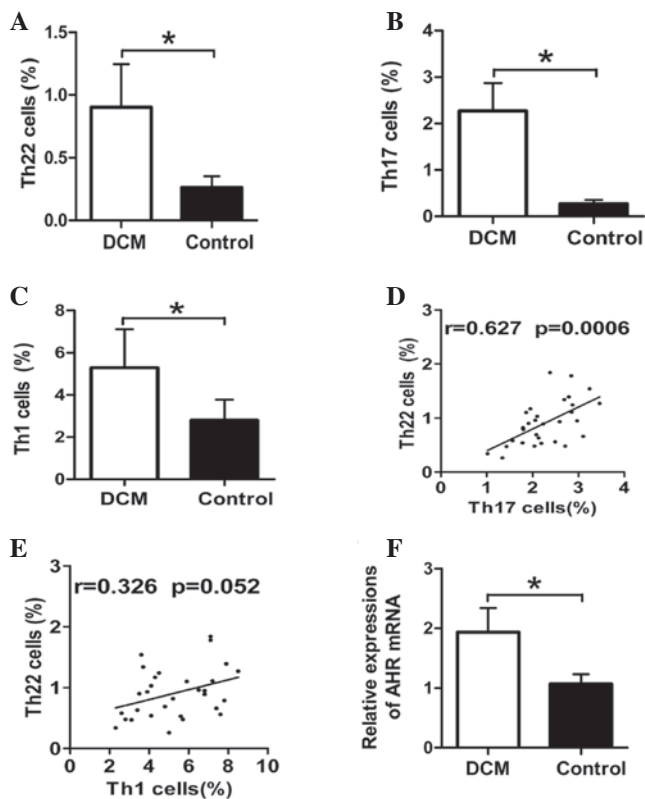 A
Th22 cells (%)
1.5
1.0
0.5
0.0
*
DCM Control
B
Th17 cells (%)
4
3
2
1
0
*
DCM Control
C
Th1 cells (%)
8
6
4
2
0
*
DCM Control
D
Th22 cells (%)
3
2
1
0
r=0.627 p=0.0006
0 1 2 3 4
Th17 cells(%)
E
Th22 cells (%)
3
2
1
0
r=0.326 p=0.052
0 2 4 6 8 10
Th1 cells(%)
F
Relative expressions
of AHR mRNA
3
2
1
0
*
DCM Control